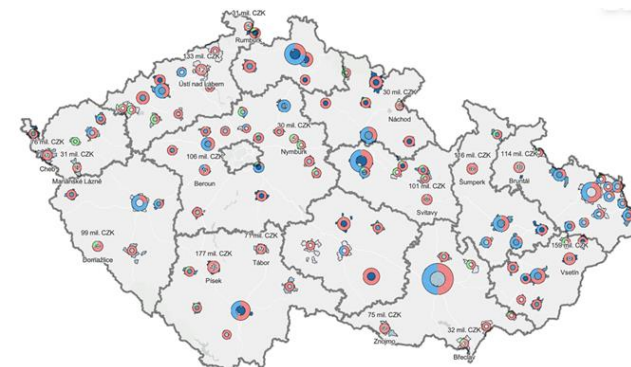 31 mil. CZK
Rumburk
133 mil. CZK
Ústí nad Labem
30 mil. CZK
Náchod
76 mil. CZK
Cheb
31 mil. CZK
Mariánské Lázně
30 mil. CZK
Nymburk
106 mil. CZK
Beroun
116 mil. CZK
Šumperk
114 mil. CZK
Bruntál
101 mil. CZK
Svitavy
99 mil. CZK
Domažlice
177 mil. CZK
Písek
77 mil. CZK
Tábor
159 mil. CZK
Vsetín
75 mil. CZK
Znojmo
32 mil. CZK
Břeclav